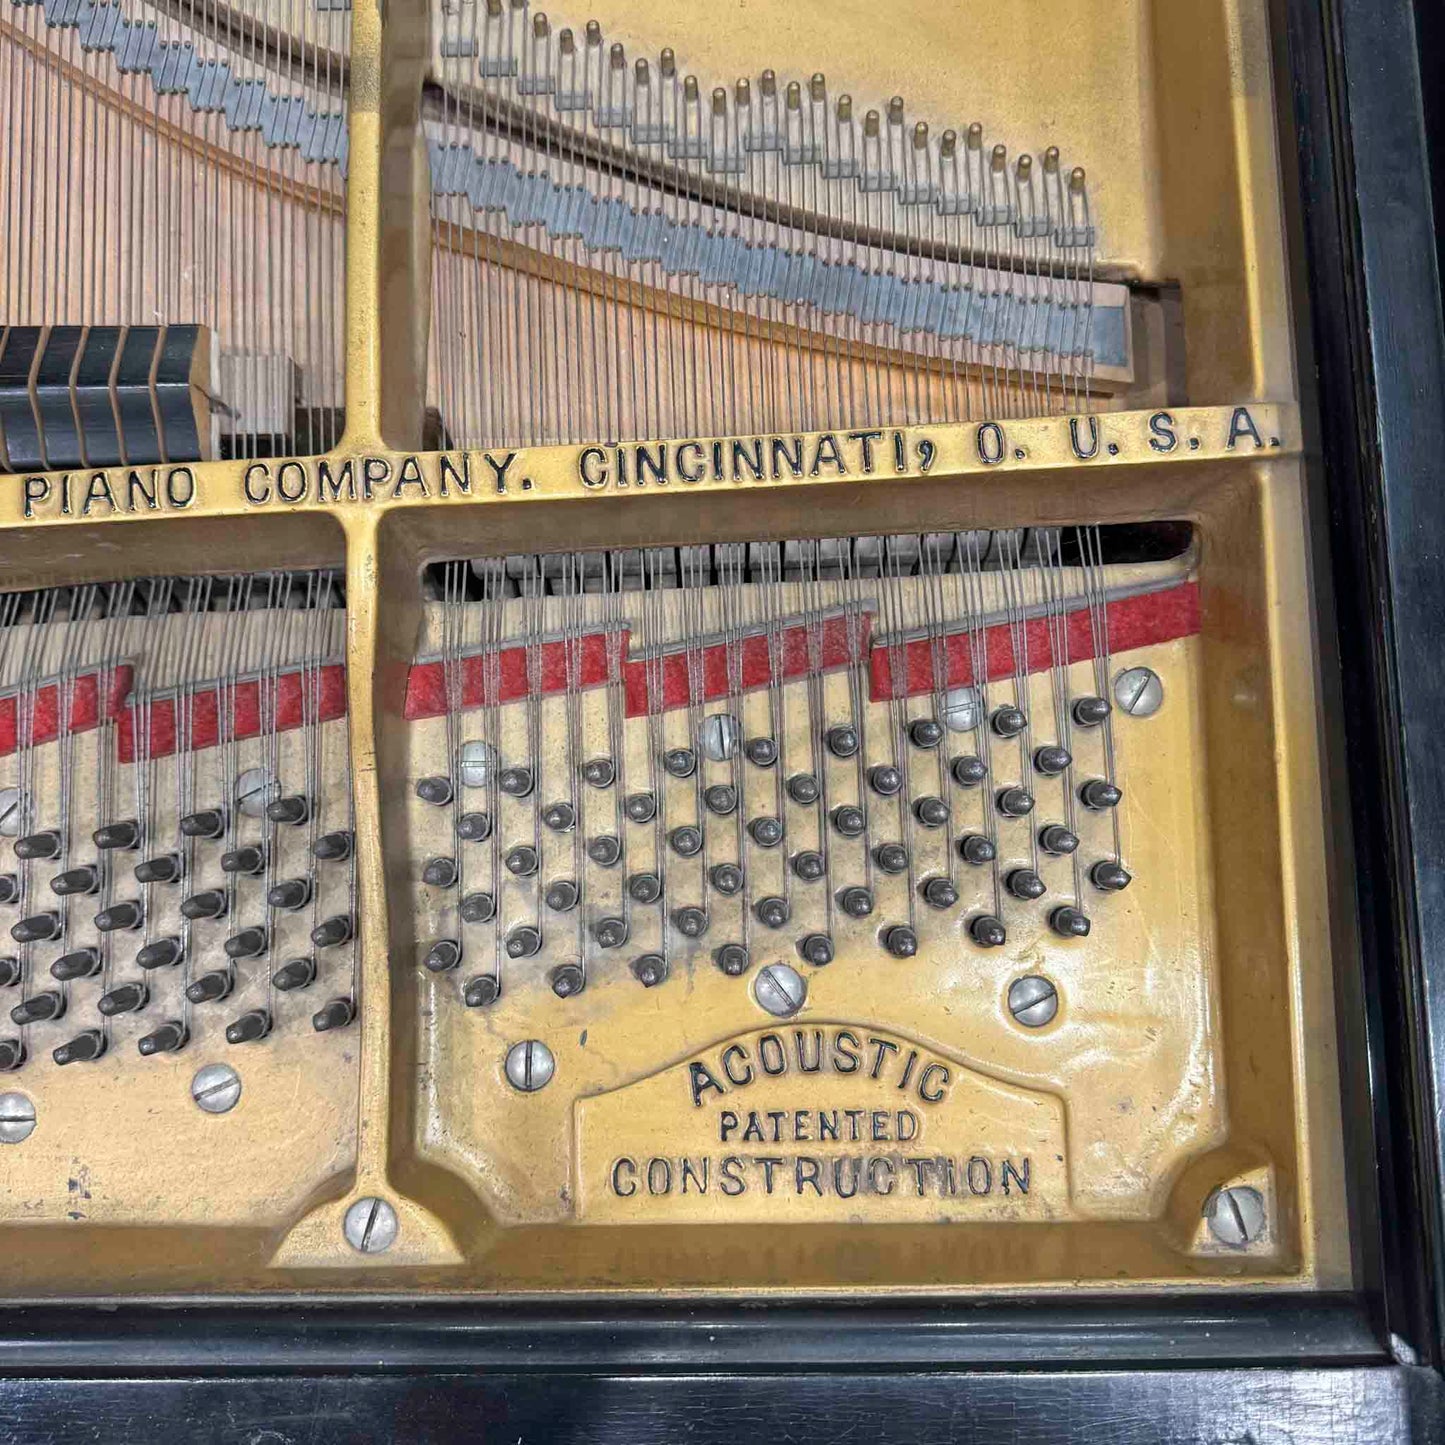 PIANO COMPANY. CINCINNATI, O. U. S. A.
ACOUSTIC
PATENTED
CONSTRUCTION